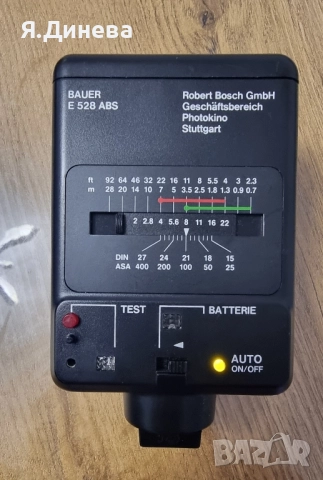 Я.Динева
BAUER
E 528 ABS
Robert Bosch GmbH
Geschäftsbereich
Photokino
Stuttgart
ft 92 64 46 32 22 16 11 8 5.5 4 3 2.3
m 28 20 14 10 7 5 3.5 2.5 1.8 1.3 0.9 0.7
2 2.8 4 5.6 8 11 16 22
DIN 27 24 21 18 15
ASA 400 200 100 50 25
TEST
BATTERIE
AUTO
ON/OFF
BAZAR